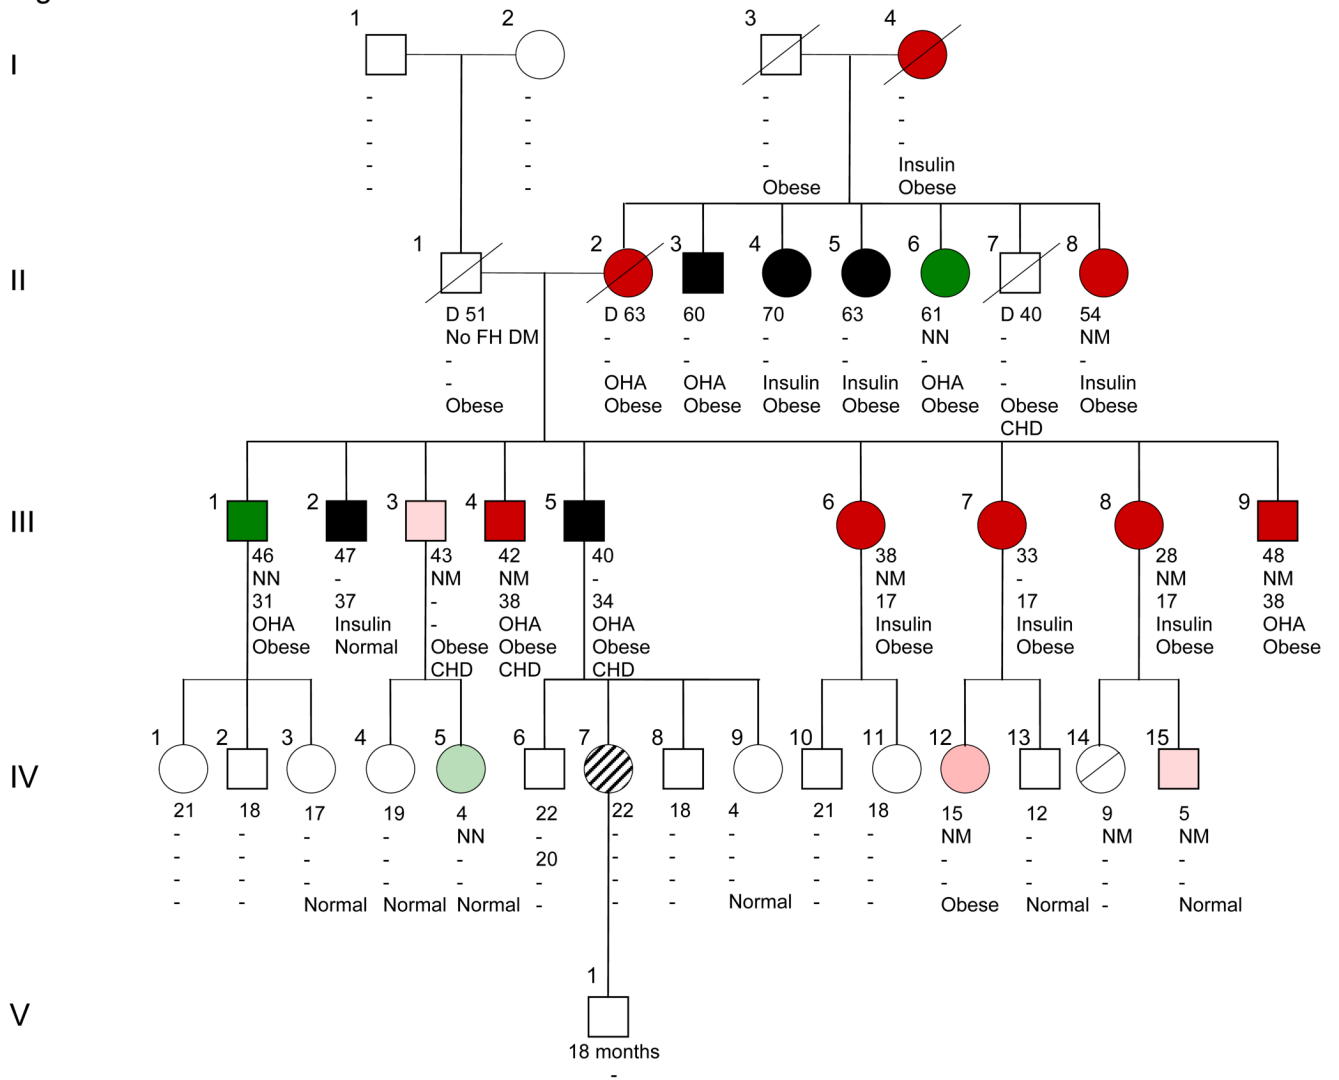 1 2 3 4
I
- - - -
- - - -
- - - -
- - - Insulin
- - Obese Obese
1 2 3 4 5 6 7 8
II
D 51 D 63 60 70 63 61 D 40 54
No FH DM - - - - NN - NM
- - - - - - - -
- OHA OHA Insulin Insulin OHA - Insulin
Obese Obese Obese Obese Obese Obese Obese Obese
CHD
1 2 3 4 5 6 7 8 9
III
46 47 43 42 40 38 33 28 48
NN - NM NM - NM - NM NM
31 37 - 38 34 17 17 17 38
OHA Insulin - OHA OHA Insulin Insulin Insulin OHA
Obese Normal Obese Obese Obese Obese Obese Obese Obese
CHD CHD CHD
1 2 3 4 5 6 7 8 9 10 11 12 13 14 15
IV
21 18 17 19 4 22 22 18 4 21 18 15 12 9 5
- - - - NN - - - - - - NM - NM NM
- - - - - 20 - - - - - - - - -
- - - - - - - - - - - - - - -
- - Normal Normal Normal - - - Normal - - Obese Normal - Normal
1
V
18 months
-